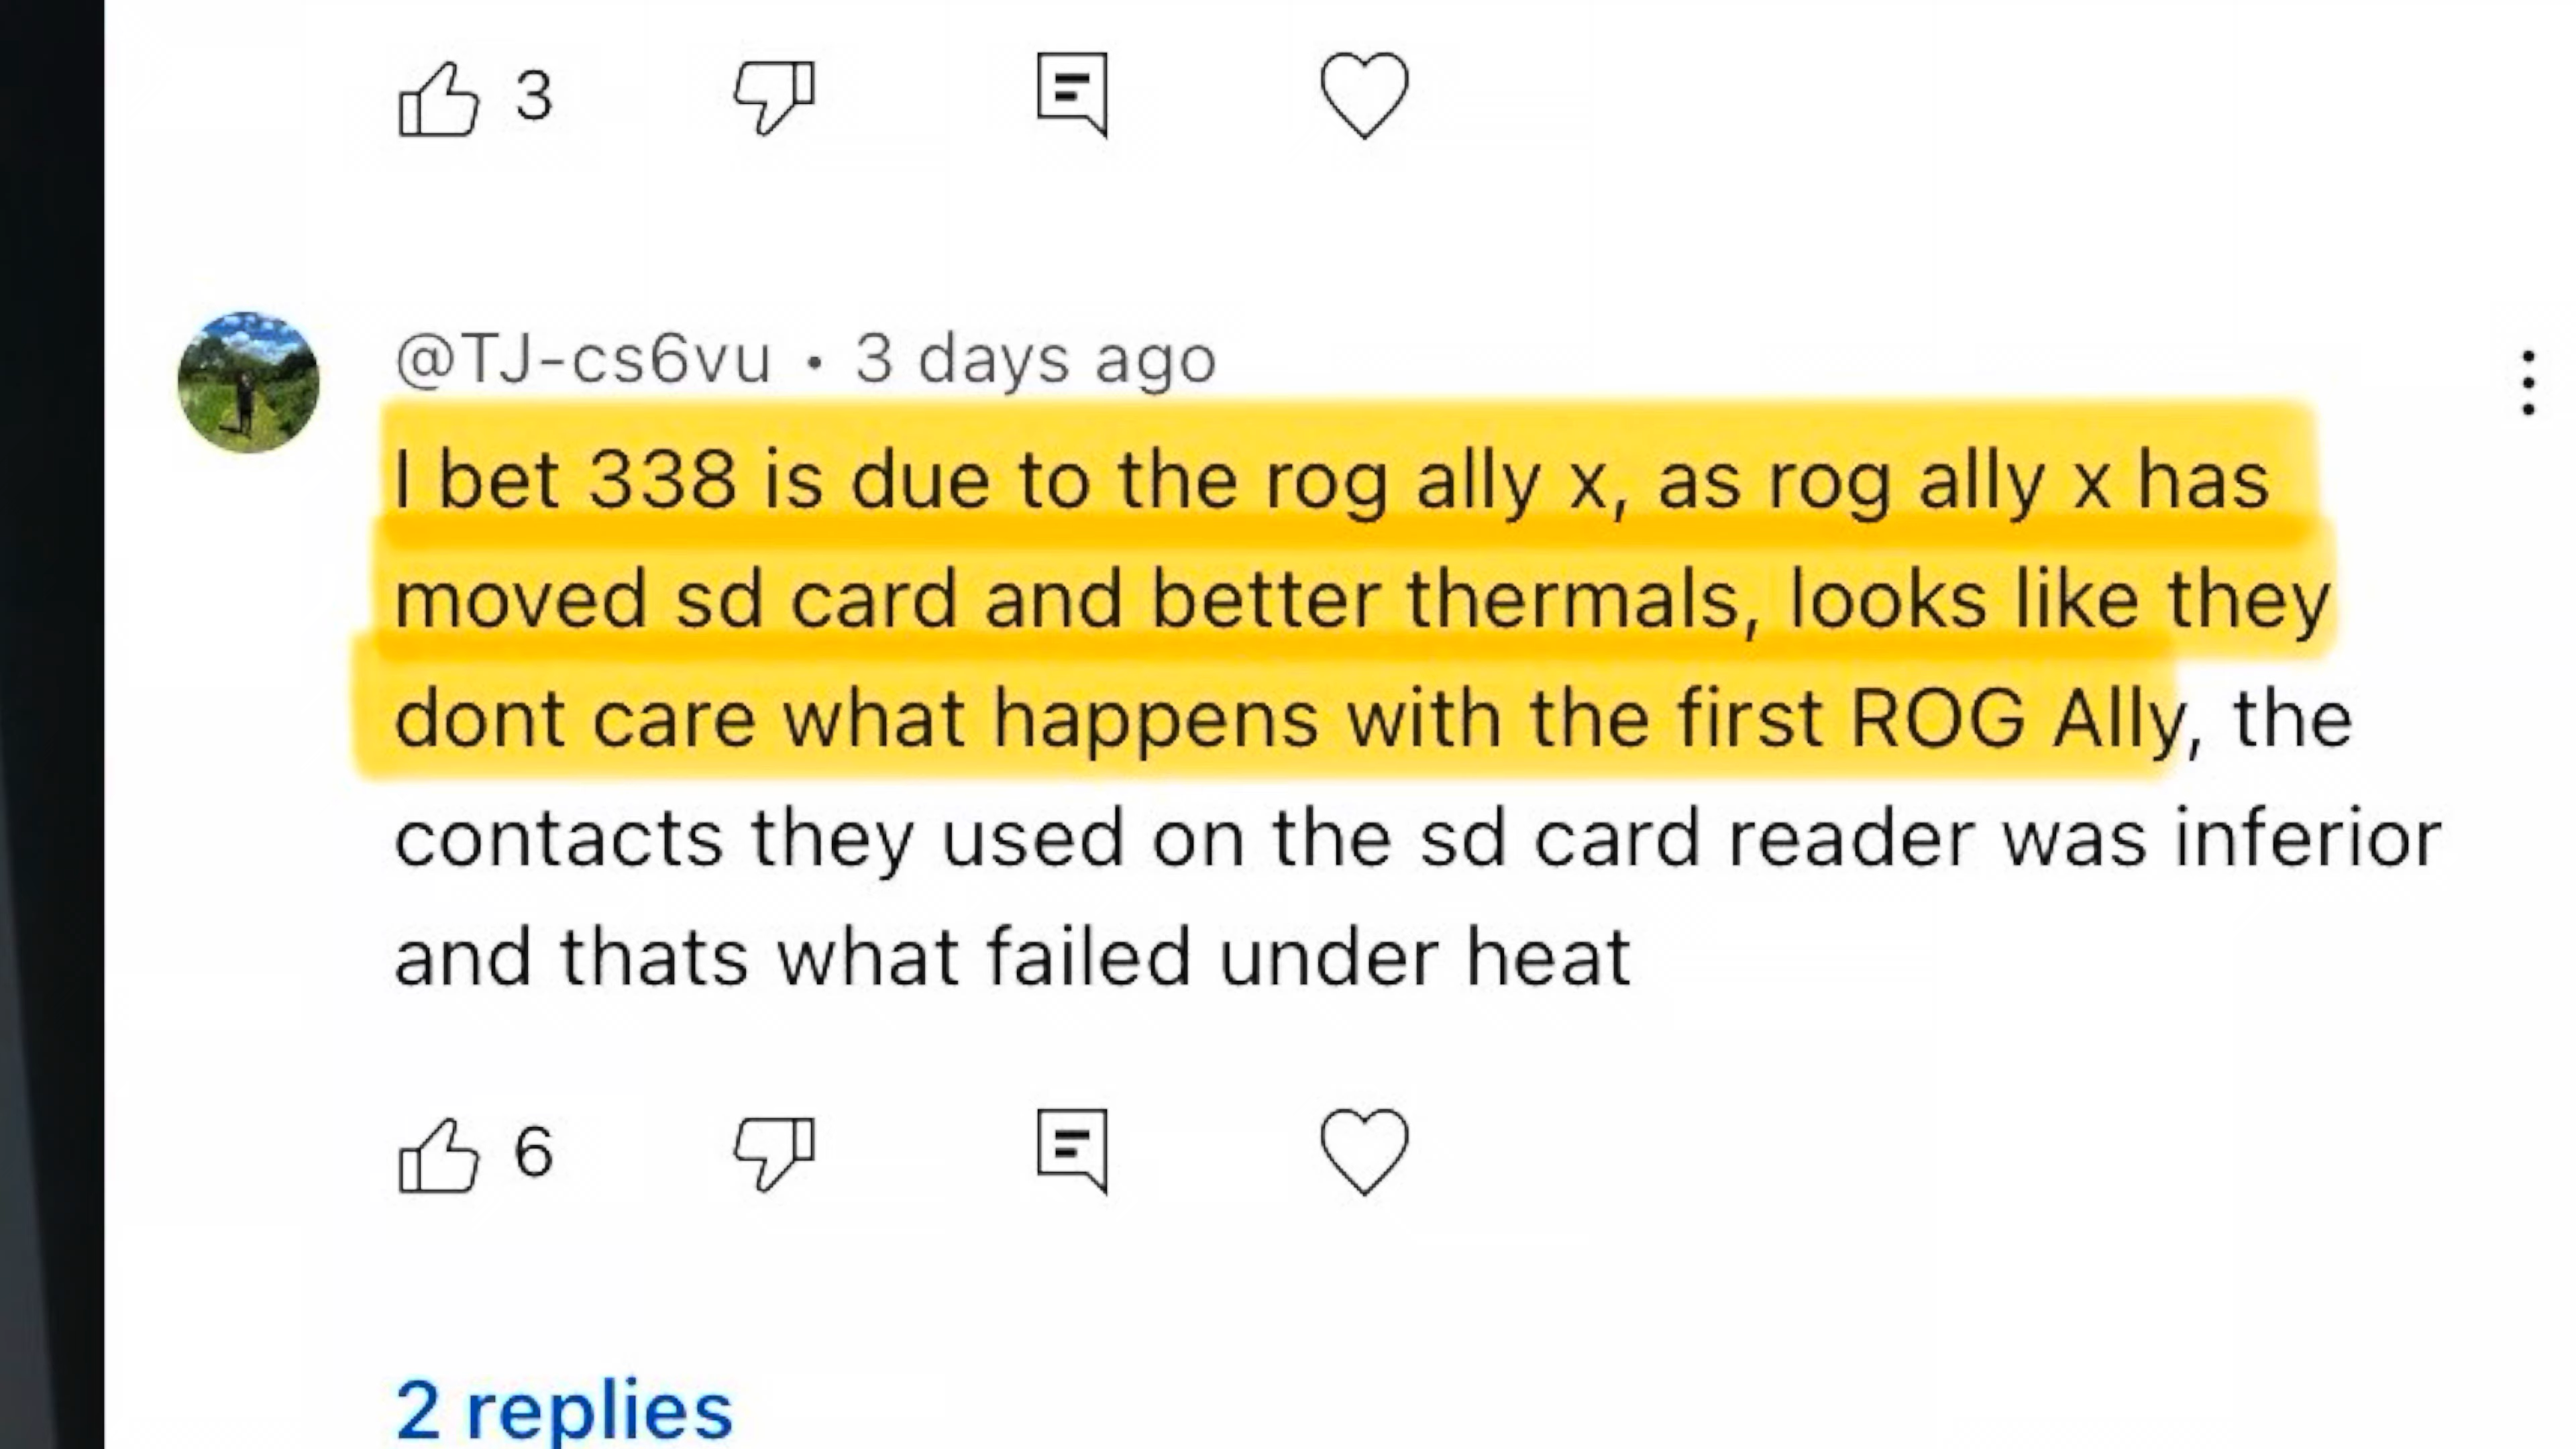 3
@TJ-cs6vu • 3 days ago
I bet 338 is due to the rog ally x, as rog ally x has
moved sd card and better thermals, looks like they
dont care what happens with the first ROG Ally, the
contacts they used on the sd card reader was inferior
and thats what failed under heat
6
2 replies